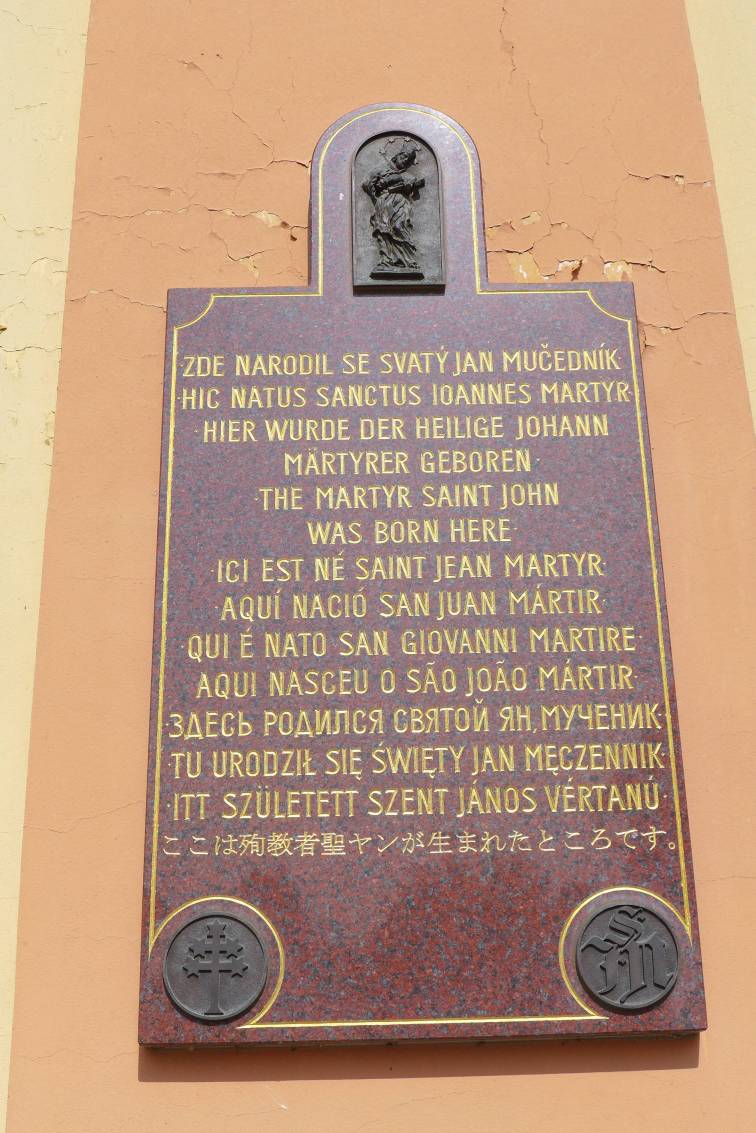 ZDE NARODIL SE SVATÝ JAN MUČEDNÍK
·HIC NATUS SANCTUS IOANNES MARTYR·
·HIER WURDE DER HEILIGE JOHANN
MÄRTYRER GEBOREN·
·THE MARTYR SAINT JOHN
WAS BORN HERE·
·ICI EST NÉ SAINT JEAN MARTYR·
·AQUÍ NACIÓ SAN JUAN MÁRTIR·
·QUI É NATO SAN GIOVANNI MARTIRE
·AQUI NASCEU O SÃO JOÃO MÁRTIR·
·ЗДЕСЬ РОДИЛСЯ СВЯТОЙ ЯН, МУЧЕНИК·
·TU URODZIŁ SIĘ ŚWIĘTY JAN MĘCZENNIK·
·ITT SZÜLETETT SZENT JÁNOS VÉRTANÚ·
ここは殉教者聖ヤンが生まれたところです。